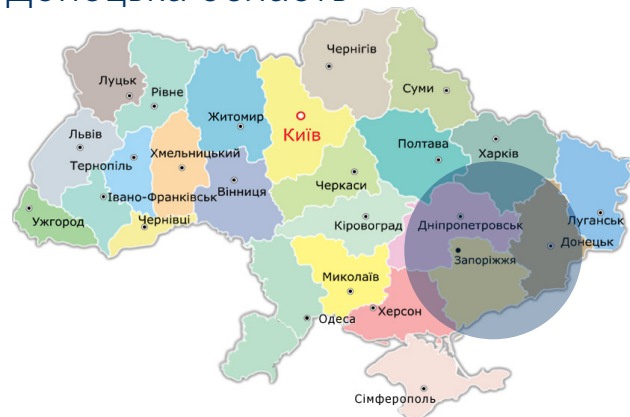 Донецька область
Чернігів
Луцьк
Рівне
Суми
Житомир
Київ
Львів
Тернопіль
Хмельницький
Полтава
Харків
Вінниця
Черкаси
Івано-Франківськ
Ужгород
Чернівці
Кіровоград
Дніпропетровськ
Луганськ
Донецьк
Запоріжжя
Миколаїв
Одеса
Херсон
Сімферополь